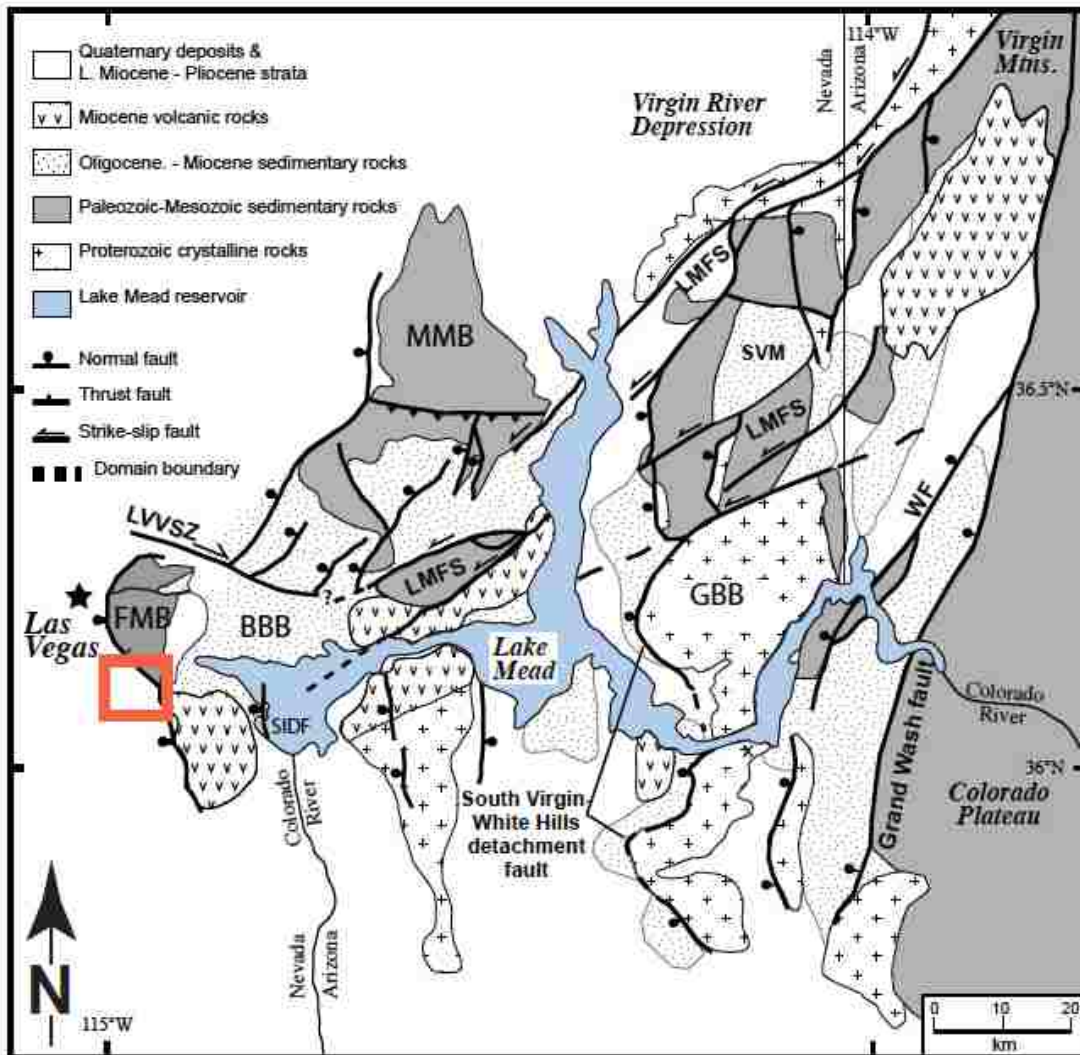 Quaternary deposits &
L. Miocene - Pliocene strata
Miocene volcanic rocks
Oligocene. - Miocene sedimentary rocks
Paleozoic-Mesozoic sedimentary rocks
Proterozoic crystalline rocks
Lake Mead reservoir
Normal fault
Thrust fault
Strike-slip fault
Domain boundary
114°W
Nevada
Arizona
Virgin
Mtns.
Virgin River
Depression
LMFS
MMB
SVM
36.5°N
LMFS
WF
LVVSZ
LMFS
?
GBB
FMB
BBB
Las
Vegas
Lake
Mead
SIDF
Colorado
River
Grand Wash fault
36°N
Colorado
Plateau
Colorado
River
South Virgin-
White Hills
detachment
fault
Nevada
Arizona
N
115°W
0 10 20
km